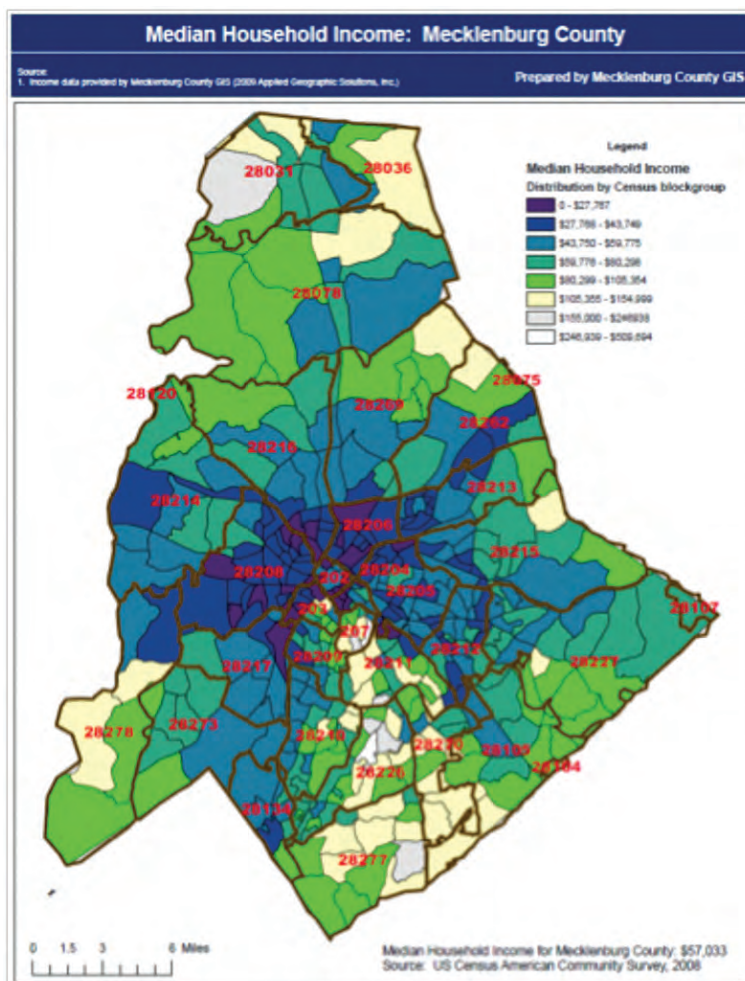 Median Household Income: Mecklenburg County
Source:
1. Income data provided by Mecklenburg County GIS (2009 Applied Geographic Solutions, Inc.)
Prepared by Mecklenburg County GIS
Legend
Median Household Income
Distribution by Census blockgroup
0 - $27,767
$27,768 - $43,749
$43,750 - $59,775
$59,776 - $80,298
$80,299 - $105,354
$105,355 - $154,999
$155,000 - $246938
$246,939 - $509,694
28031
28036
28078
28120
28269
28075
28262
28216
28214
28213
28206
28215
28208
202
28204
28205
203
28107
207
28209
28211
28212
28217
28227
28278
28273
28210
28270
28105
28104
28226
28134
28277
0 1.5 3 6 Miles
Median Household Income for Mecklenburg County: $57,033
Source: US Census American Community Survey, 2008